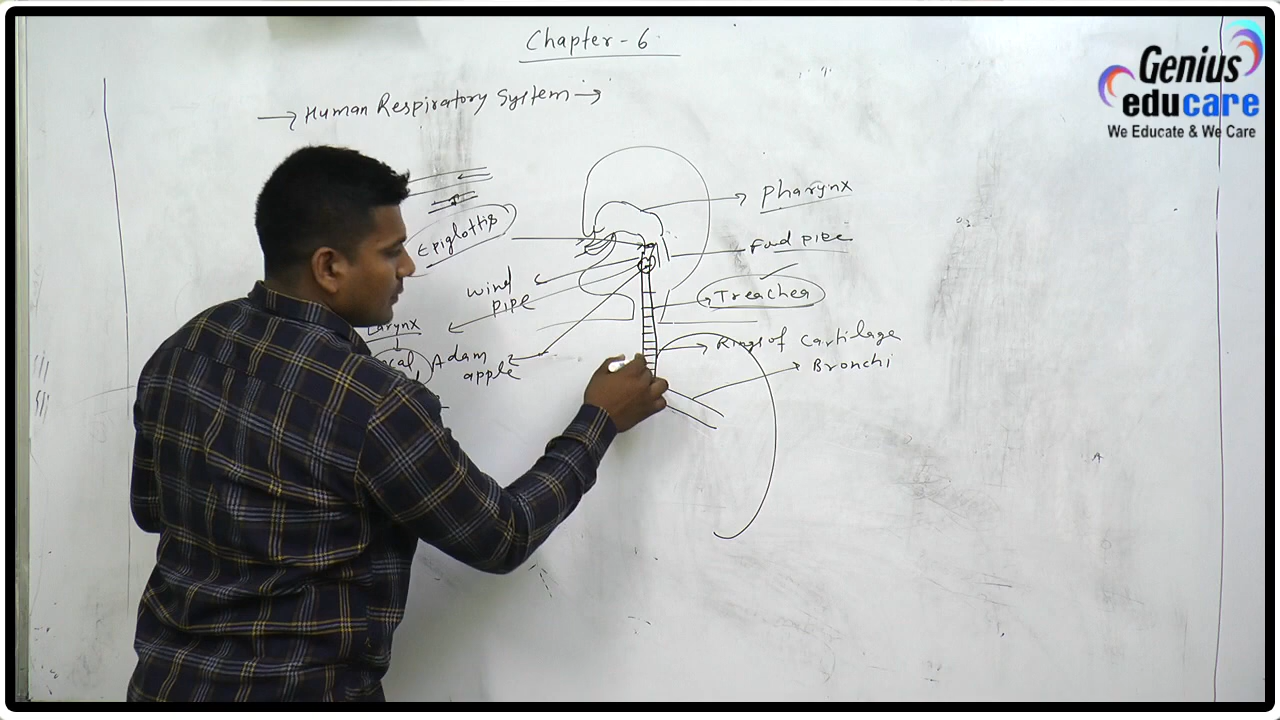 Chapter - 6
Genius
educare
We Educate & We Care
→ Human Respiratory System →
Pharynx
Epiglottis
Food pipe
wind
pipe
Treacher
Larynx
Rings of Cartilage
Adam
apple
Bronchi